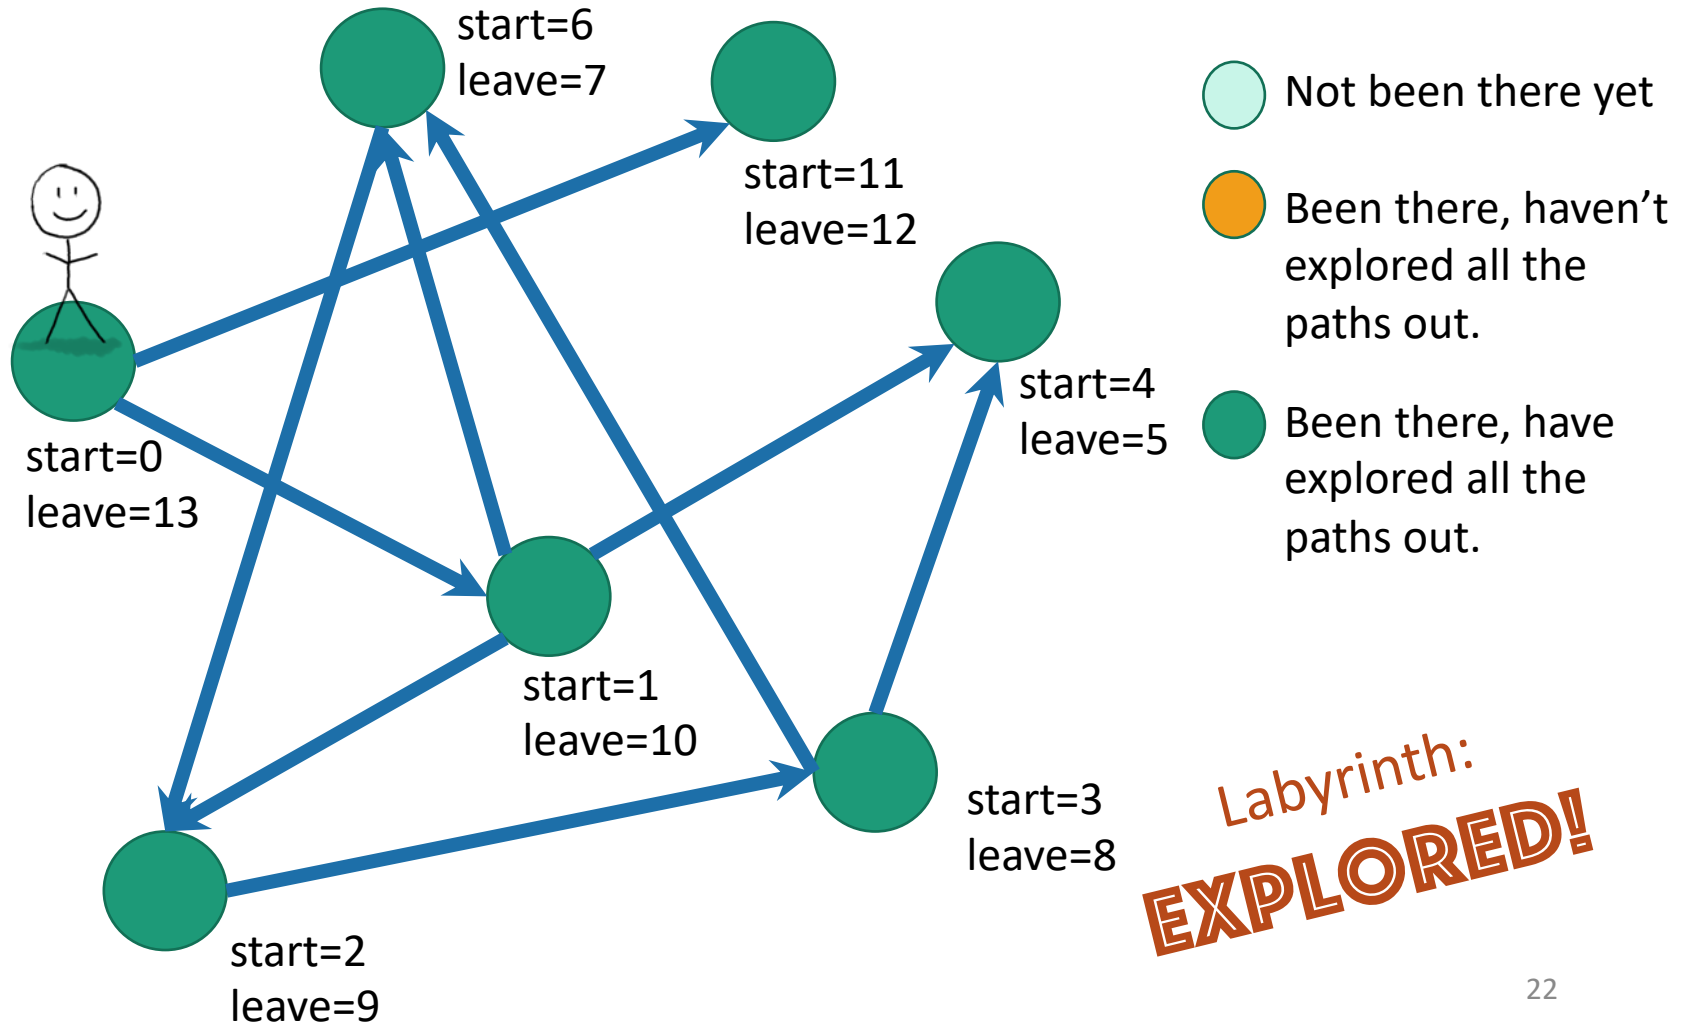 start=6
leave=7
start=11
leave=12
start=0
leave=13
start=4
leave=5
start=1
leave=10
start=3
leave=8
start=2
leave=9
Not been there yet
Been there, haven’t
explored all the
paths out.
Been there, have
explored all the
paths out.
Labyrinth:
EXPLORED!
22